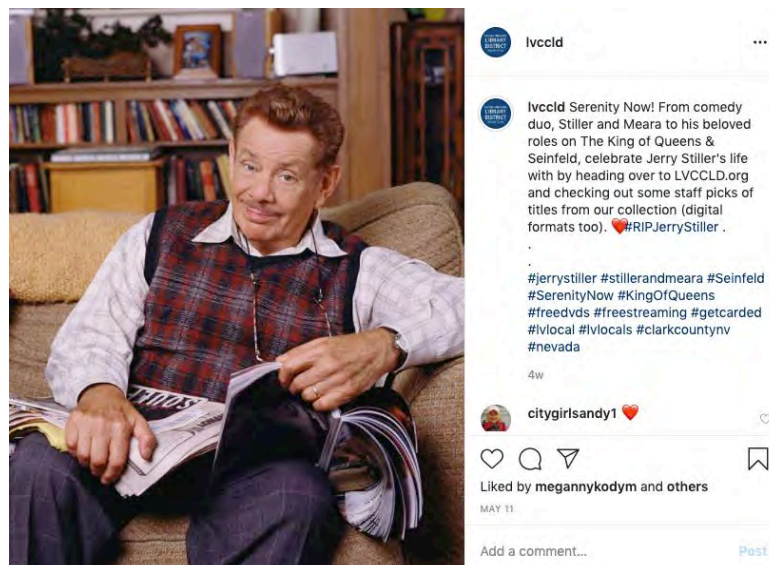 lvccld
lvccld Serenity Now! From comedy
duo, Stiller and Meara to his beloved
roles on The King of Queens &
Seinfeld, celebrate Jerry Stiller's life
with by heading over to LVCCLD.org
and checking out some staff picks of
titles from our collection (digital
formats too). ❤️#RIPJerryStiller .
.
.
#jerrystiller #stillerandmeara #Seinfeld
#SerenityNow #KingOfQueens
#freedvds #freestreaming #getcarded
#lvlocal #lvlocals #clarkcountynv
#nevada
4w
citygirlsandy1 ❤️
Liked by megannykodym and others
MAY 11
Add a comment... Post